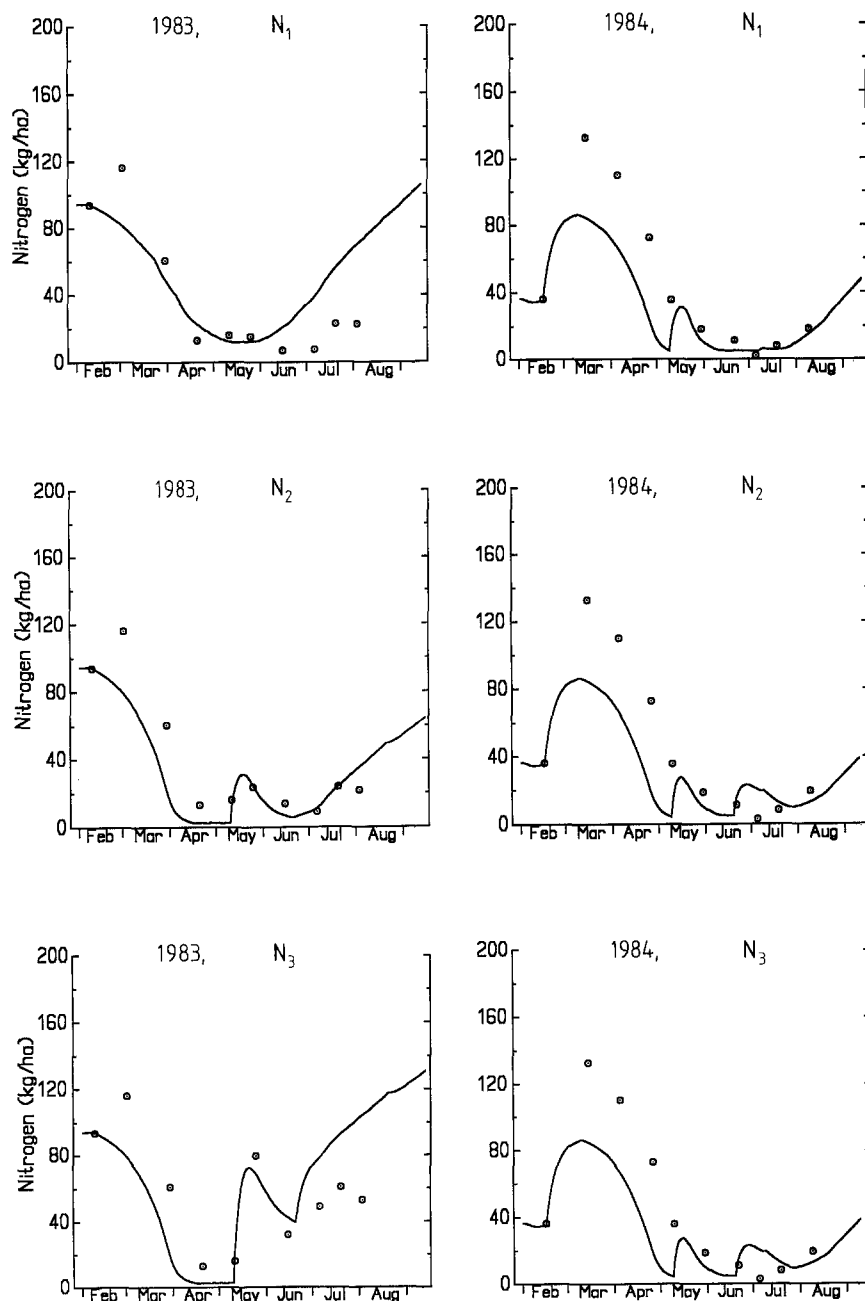 1983, N₁
1984, N₁
Nitrogen (kg/ha)
200
160
120
80
40
0
Feb Mar Apr May Jun Jul Aug
200
160
120
80
40
0
Feb Mar Apr May Jun Jul Aug
1983, N₂
1984, N₂
Nitrogen (kg/ha)
200
160
120
80
40
0
Feb Mar Apr May Jun Jul Aug
200
160
120
80
40
0
Feb Mar Apr May Jun Jul Aug
1983, N₃
1984, N₃
Nitrogen (kg/ha)
200
160
120
80
40
0
Feb Mar Apr May Jun Jul Aug
200
160
120
80
40
0
Feb Mar Apr May Jun Jul Aug